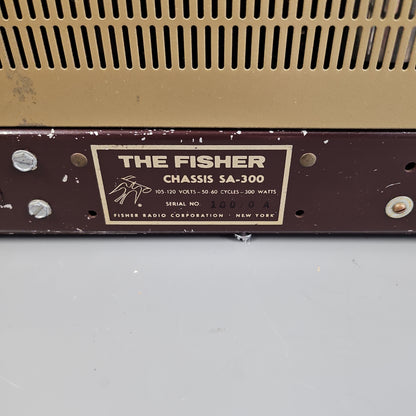 THE FISHER
CHASSIS SA-300
105-120 VOLTS - 50-60 CYCLES - 300 WATTS
SERIAL NO.
FISHER RADIO CORPORATION · NEW YORK